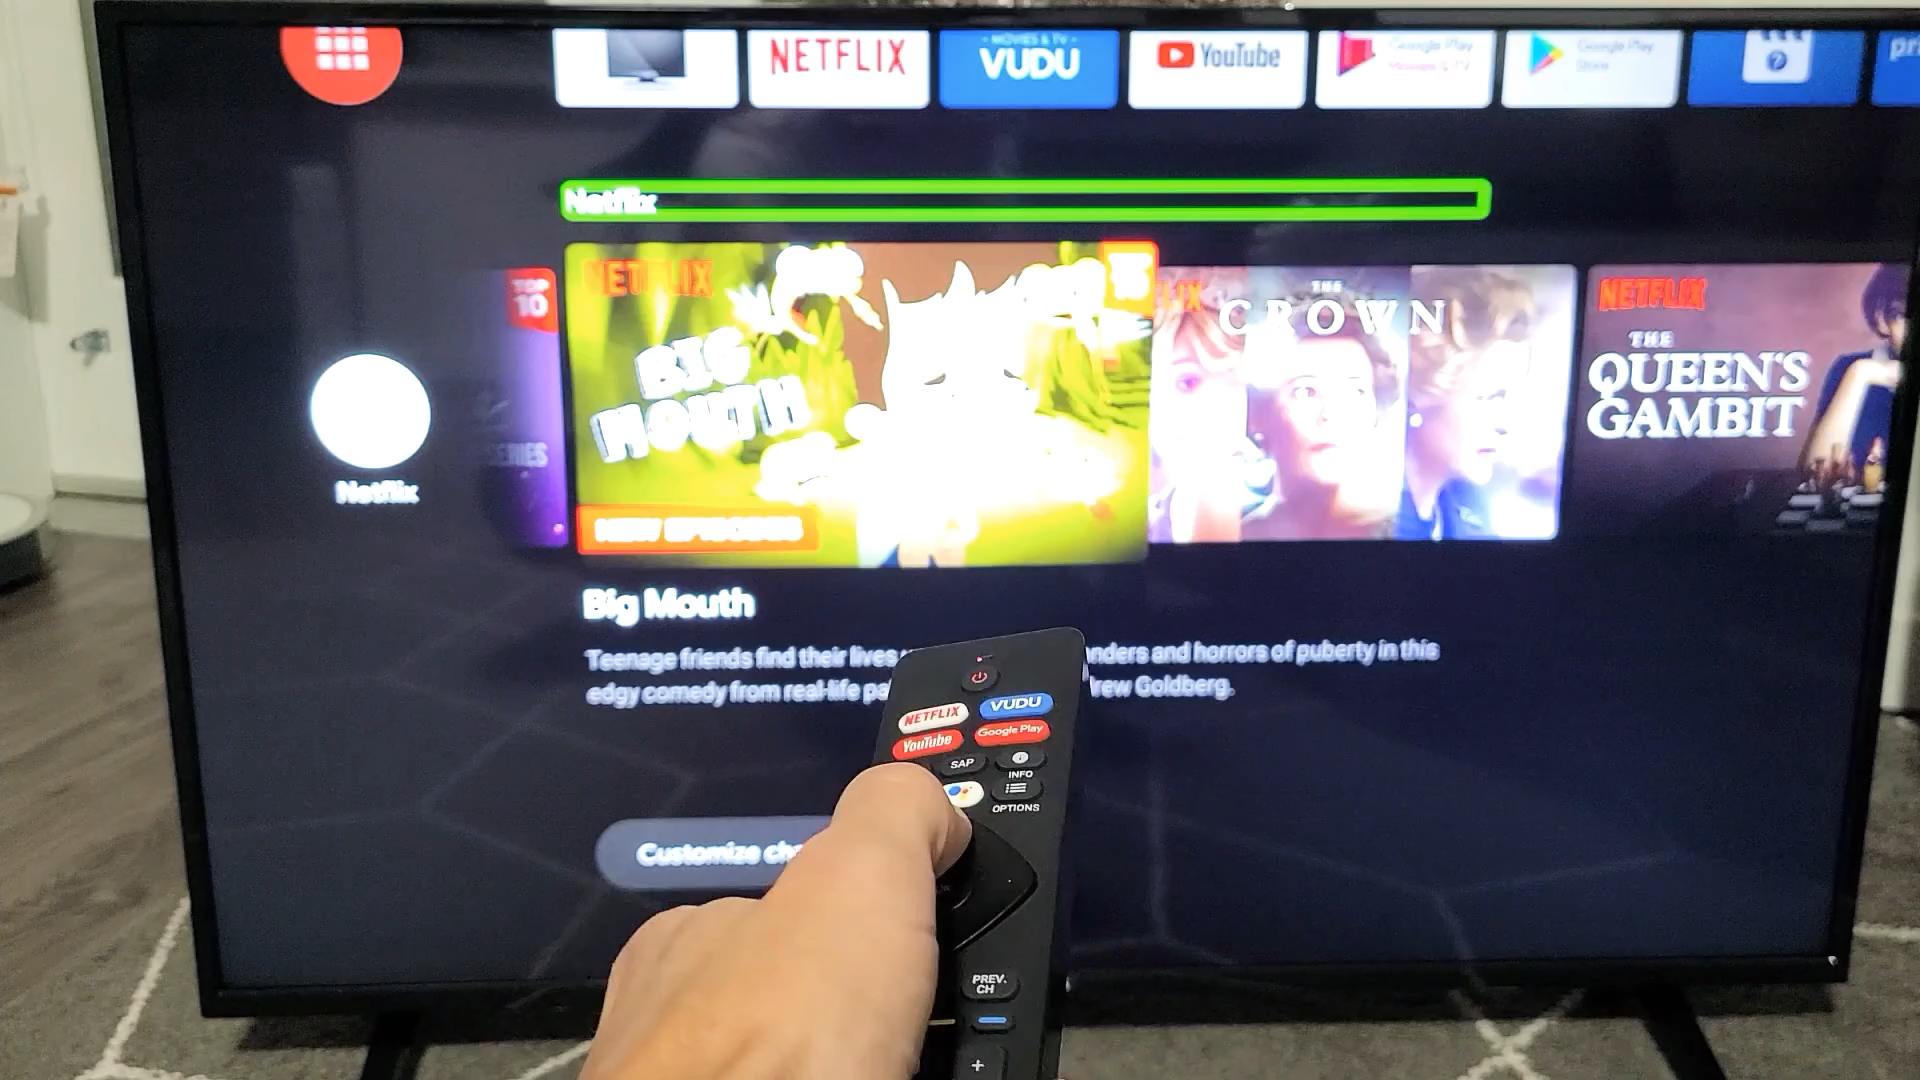 NETFLIX
MOVIES & TV
VUDU
YouTube
Google Play
Movies & TV
Google Play
Store
Netflix
TOP
10
SERIES
NETFLIX
BIG
MOUTH
NEW EPISODES
THE
CROWN
NETFLIX
THE
QUEEN'S
GAMBIT
Netflix
Big Mouth
Teenage friends find their lives nders and horrors of puberty in this
edgy comedy from real-life pa rew Goldberg.
Customize ch
NETFLIX VUDU
YouTube Google Play
SAP
INFO
OPTIONS
PREV.
CH
+